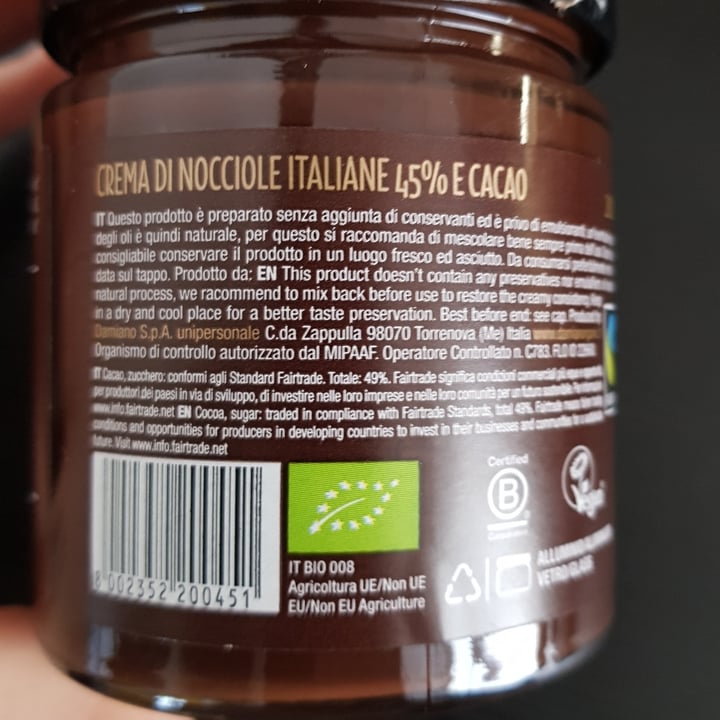 CREMA DI NOCCIOLE ITALIANE 45% E CACAO
IT Questo prodotto è preparato senza aggiunta di conservanti ed è privo di emulsionanti
degli oli è quindi naturale, per questo si raccomanda di mescolare bene sempre prima
consigliabile conservare il prodotto in un luogo fresco ed asciutto. Da consumarsi
data sul tappo. Prodotto da: EN This product doesn't contain any preservatives
natural process, we racommend to mix back before use to restore the creamy
in a dry and cool place for a better taste preservation. Best before end: see cap.
Damiano S.p.A. unipersonale C.da Zappulla 98070 Torrenova (Me) Italia
Organismo di controllo autorizzato dal MIPAAF. Operatore Controllato n. C783.
IT Cacao, zucchero: conformi agli Standard Fairtrade. Totale: 49%. Fairtrade significa condizioni commerciali
per produttori dei paesi in via di sviluppo, di investire nelle loro imprese e nelle loro comunità per un futuro sostenibile.
www.info.fairtrade.net EN Cocoa, sugar: traded in compliance with Fairtrade Standards, total 49%. Fairtrade
conditions and opportunities for producers in developing countries to invest in their businesses and communities
future. Visit www.info.fairtrade.net
8 002352 200451
IT BIO 008
Agricoltura UE/Non UE
EU/Non EU Agriculture
Certified
B
Corporation
Vegan
ALLUMINIO
VETRO